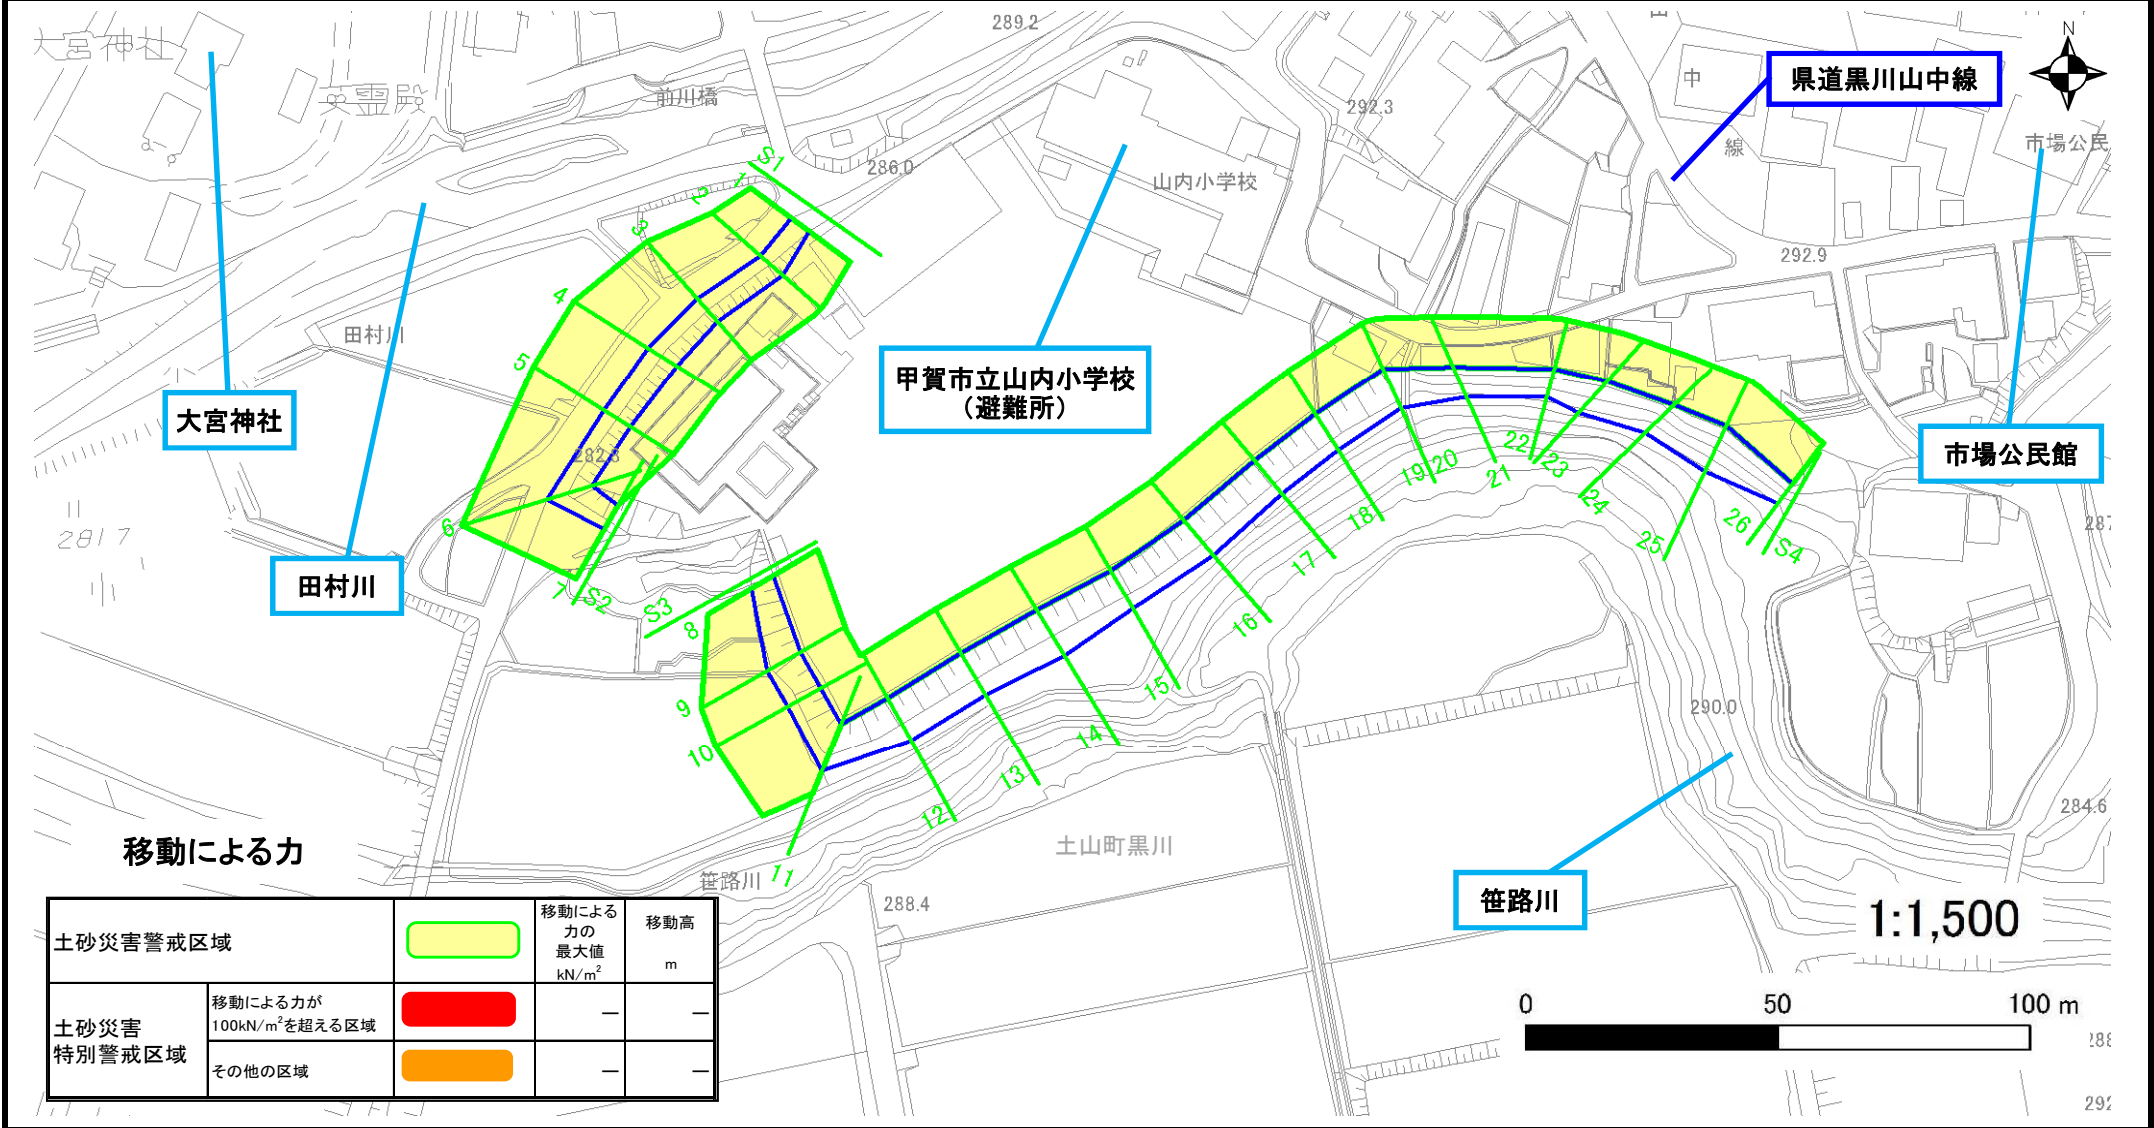 大宮神社
英霊殿
前川橋
289.2
286.0
292.3
中
線
県道黒川山中線
N
市場公民
山内小学校
292.9
田村川
282.8
2817
大宮神社
田村川
甲賀市立山内小学校
(避難所)
市場公民館
笹路川
S1
1
2
3
4
5
6
7
S2
S3
8
9
10
11
12
13
14
15
16
17
18
19
20
21
22
23
24
25
26
S4
287
290.0
284.6
土山町黒川
笹路川
288.4
288
292
1:1,500
0 50 100 m
移動による力
土砂災害警戒区域
移動による
力の
最大値
kN/m²
移動高
m
土砂災害
特別警戒区域
移動による力が
100kN/m²を超える区域
— —
その他の区域
— —